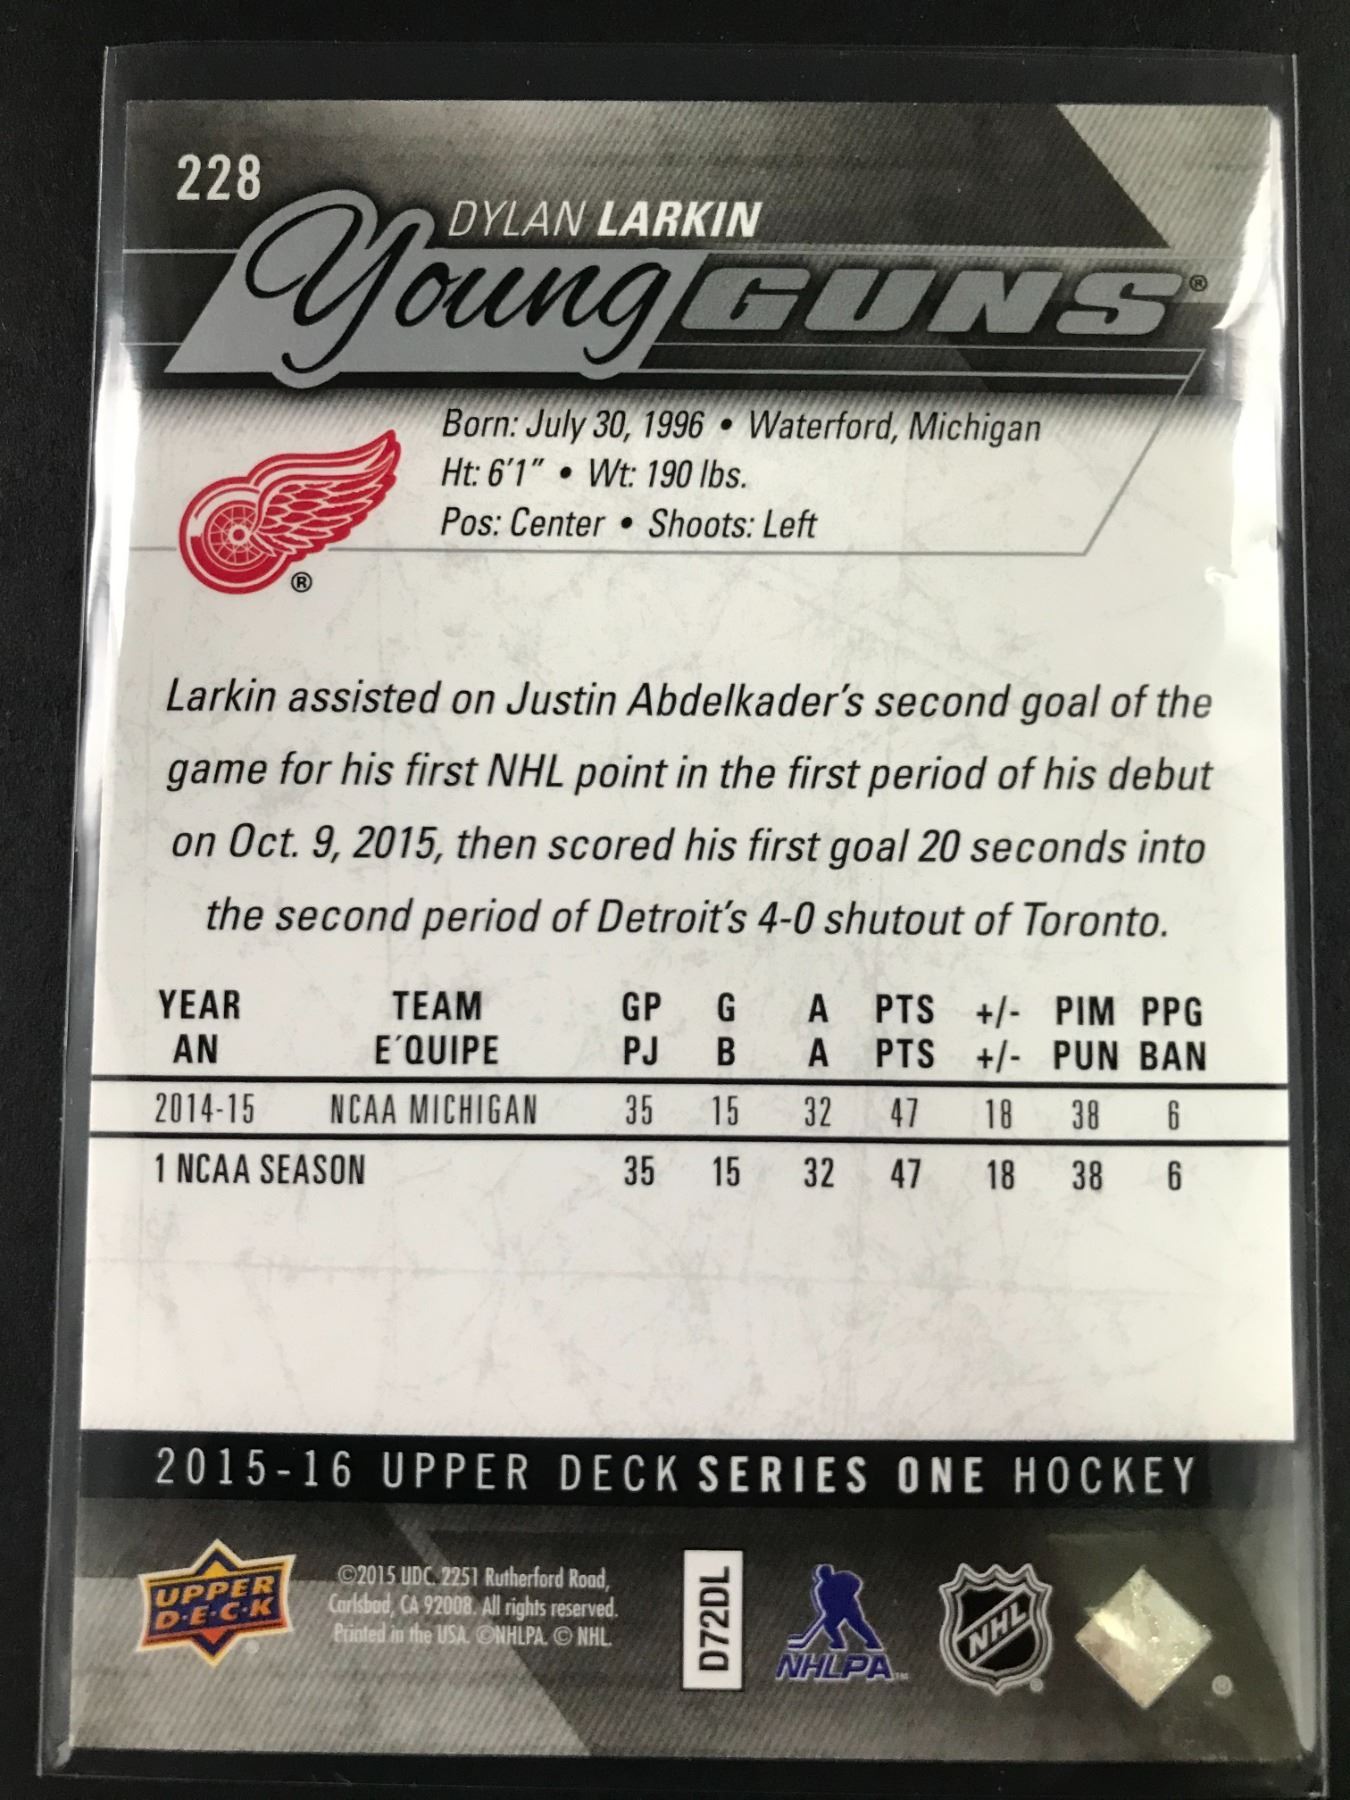 228
DYLAN LARKIN
Young GUNS®
Born: July 30, 1996 • Waterford, Michigan
Ht: 6'1" • Wt: 190 lbs.
Pos: Center • Shoots: Left
®
Larkin assisted on Justin Abdelkader's second goal of the
game for his first NHL point in the first period of his debut
on Oct. 9, 2015, then scored his first goal 20 seconds into
the second period of Detroit's 4-0 shutout of Toronto.
YEAR TEAM GP G A PTS +/- PIM PPG
AN E´QUIPE PJ B A PTS +/- PUN BAN
2014-15 NCAA MICHIGAN 35 15 32 47 18 38 6
1 NCAA SEASON 35 15 32 47 18 38 6
2015-16 UPPER DECK SERIES ONE HOCKEY
UPPER
D·E·C·K
®
©2015 UDC. 2251 Rutherford Road,
Carlsbad, CA 92008. All rights reserved.
Printed in the USA. ©NHLPA. © NHL.
D72DL
NHLPA™
NHL
®
®